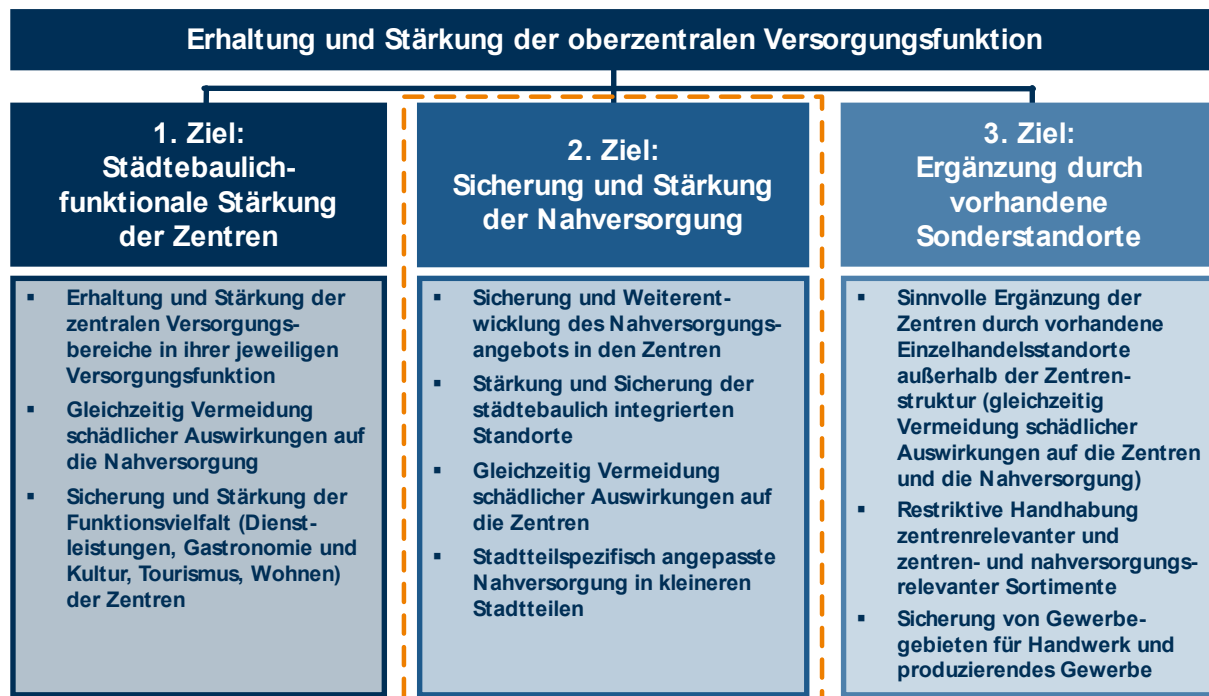 Erhaltung und Stärkung der oberzentralen Versorgungsfunktion
1. Ziel:
Städtebaulich-
funktionale Stärkung
der Zentren
▪ Erhaltung und Stärkung der
zentralen Versorgungs-
bereiche in ihrer jeweiligen
Versorgungsfunktion
▪ Gleichzeitig Vermeidung
schädlicher Auswirkungen auf
die Nahversorgung
▪ Sicherung und Stärkung der
Funktionsvielfalt (Dienst-
leistungen, Gastronomie und
Kultur, Tourismus, Wohnen)
der Zentren
2. Ziel:
Sicherung und Stärkung
der Nahversorgung
▪ Sicherung und Weiterent-
wicklung des Nahversorgungs-
angebots in den Zentren
▪ Stärkung und Sicherung der
städtebaulich integrierten
Standorte
▪ Gleichzeitig Vermeidung
schädlicher Auswirkungen auf
die Zentren
▪ Stadtteilspezifisch angepasste
Nahversorgung in kleineren
Stadtteilen
3. Ziel:
Ergänzung durch
vorhandene
Sonderstandorte
▪ Sinnvolle Ergänzung der
Zentren durch vorhandene
Einzelhandelsstandorte
außerhalb der Zentren-
struktur (gleichzeitig
Vermeidung schädlicher
Auswirkungen auf die Zentren
und die Nahversorgung)
▪ Restriktive Handhabung
zentrenrelevanter und
zentren- und nahversorgungs-
relevanter Sortimente
▪ Sicherung von Gewerbe-
gebieten für Handwerk und
produzierendes Gewerbe